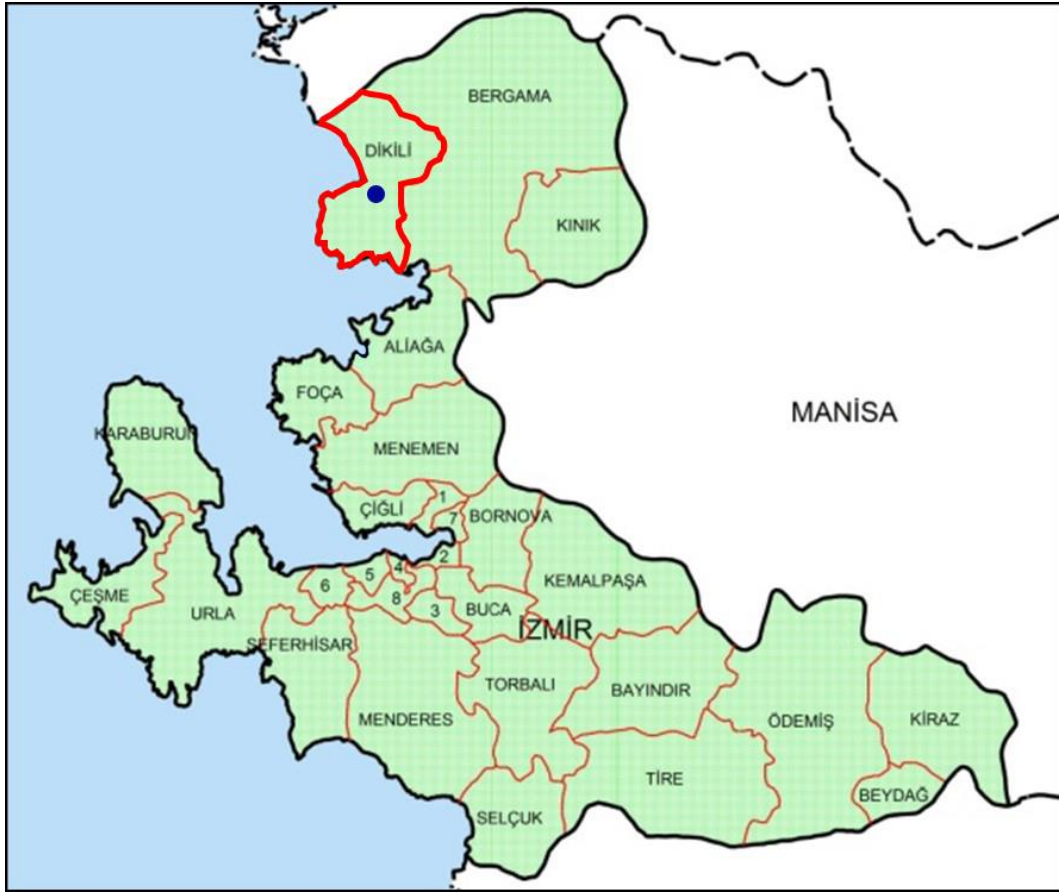 BERGAMA
DİKİLİ
KINIK
ALİAĞA
FOÇA
MANİSA
KARABURUN
MENEMEN
ÇİĞLİ
1
7
BORNOVA
2
4
5
6
8
3
KEMALPAŞA
ÇEŞME
URLA
BUCA
İZMİR
SEFERHİSAR
TORBALI
BAYINDIR
MENDERES
ÖDEMİŞ
KİRAZ
TİRE
BEYDAĞ
SELÇUK